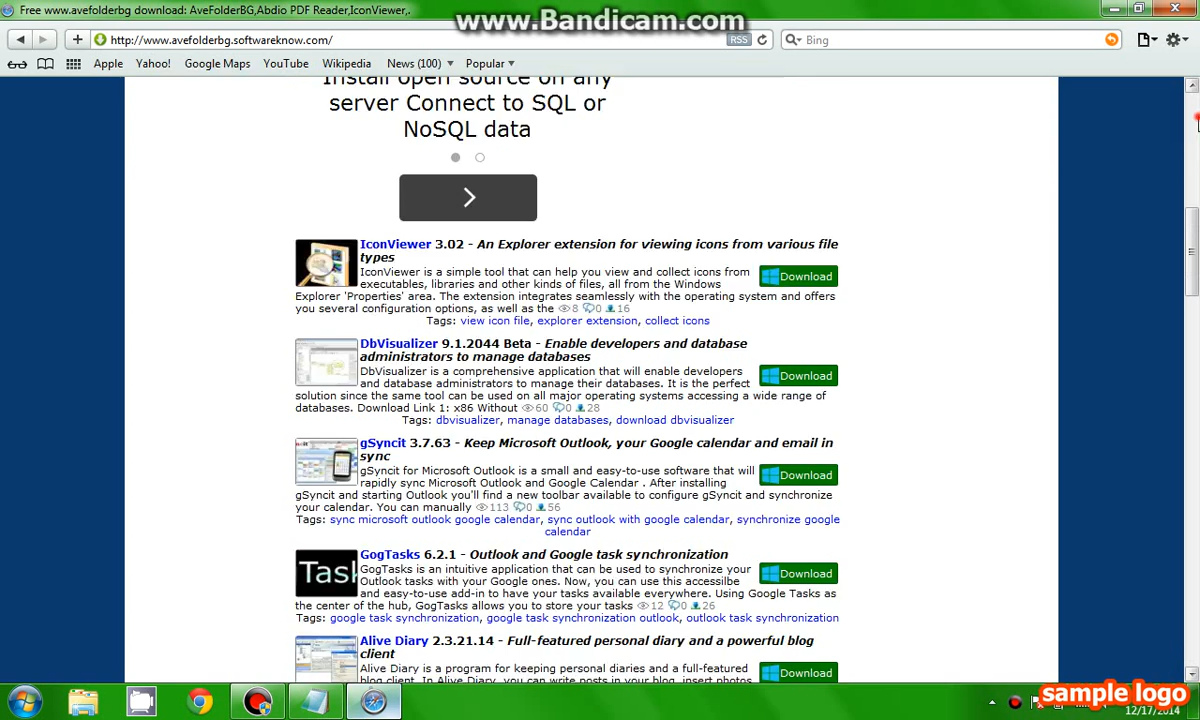 www.Bandicam.com
Free www.avefolderbg download: AveFolderBG,Abdio PDF Reader,IconViewer,.
http://www.avefolderbg.softwareknow.com/
RSS
Bing
Apple Yahoo! Google Maps YouTube Wikipedia News (100) Popular
Install open source on any
server Connect to SQL or
NoSQL data
IconViewer 3.02 - An Explorer extension for viewing icons from various file
types
IconViewer is a simple tool that can help you view and collect icons from
executables, libraries and other kinds of files, all from the Windows
Download
Explorer 'Properties' area. The extension integrates seamlessly with the operating system and offers
you several configuration options, as well as the 8 0 16
Tags: view icon file, explorer extension, collect icons
DbVisualizer 9.1.2044 Beta - Enable developers and database
administrators to manage databases
DbVisualizer is a comprehensive application that will enable developers
and database administrators to manage their databases. It is the perfect
Download
solution since the same tool can be used on all major operating systems accessing a wide range of
databases. Download Link 1: x86 Without 60 0 28
Tags: dbvisualizer, manage databases, download dbvisualizer
gSyncit 3.7.63 - Keep Microsoft Outlook, your Google calendar and email in
sync
gSyncit for Microsoft Outlook is a small and easy-to-use software that will
rapidly sync Microsoft Outlook and Google Calendar . After installing
Download
gSyncit and starting Outlook you'll find a new toolbar available to configure gSyncit and synchronize
your calendar. You can manually 113 0 56
Tags: sync microsoft outlook google calendar, sync outlook with google calendar, synchronize google
calendar
Task
GogTasks 6.2.1 - Outlook and Google task synchronization
GogTasks is an intuitive application that can be used to synchronize your
Outlook tasks with your Google ones. Now, you can use this accessilbe
Download
and easy-to-use add-in to have your tasks available everywhere. Using Google Tasks as
the center of the hub, GogTasks allows you to store your tasks 12 0 26
Tags: google task synchronization, google task synchronization outlook, outlook task synchronization
Alive Diary 2.3.21.14 - Full-featured personal diary and a powerful blog
client
Alive Diary is a program for keeping personal diaries and a full-featured
blog client. In Alive Diary, you can write posts in your blog, insert photos
Download
sample logo
12/17/2014